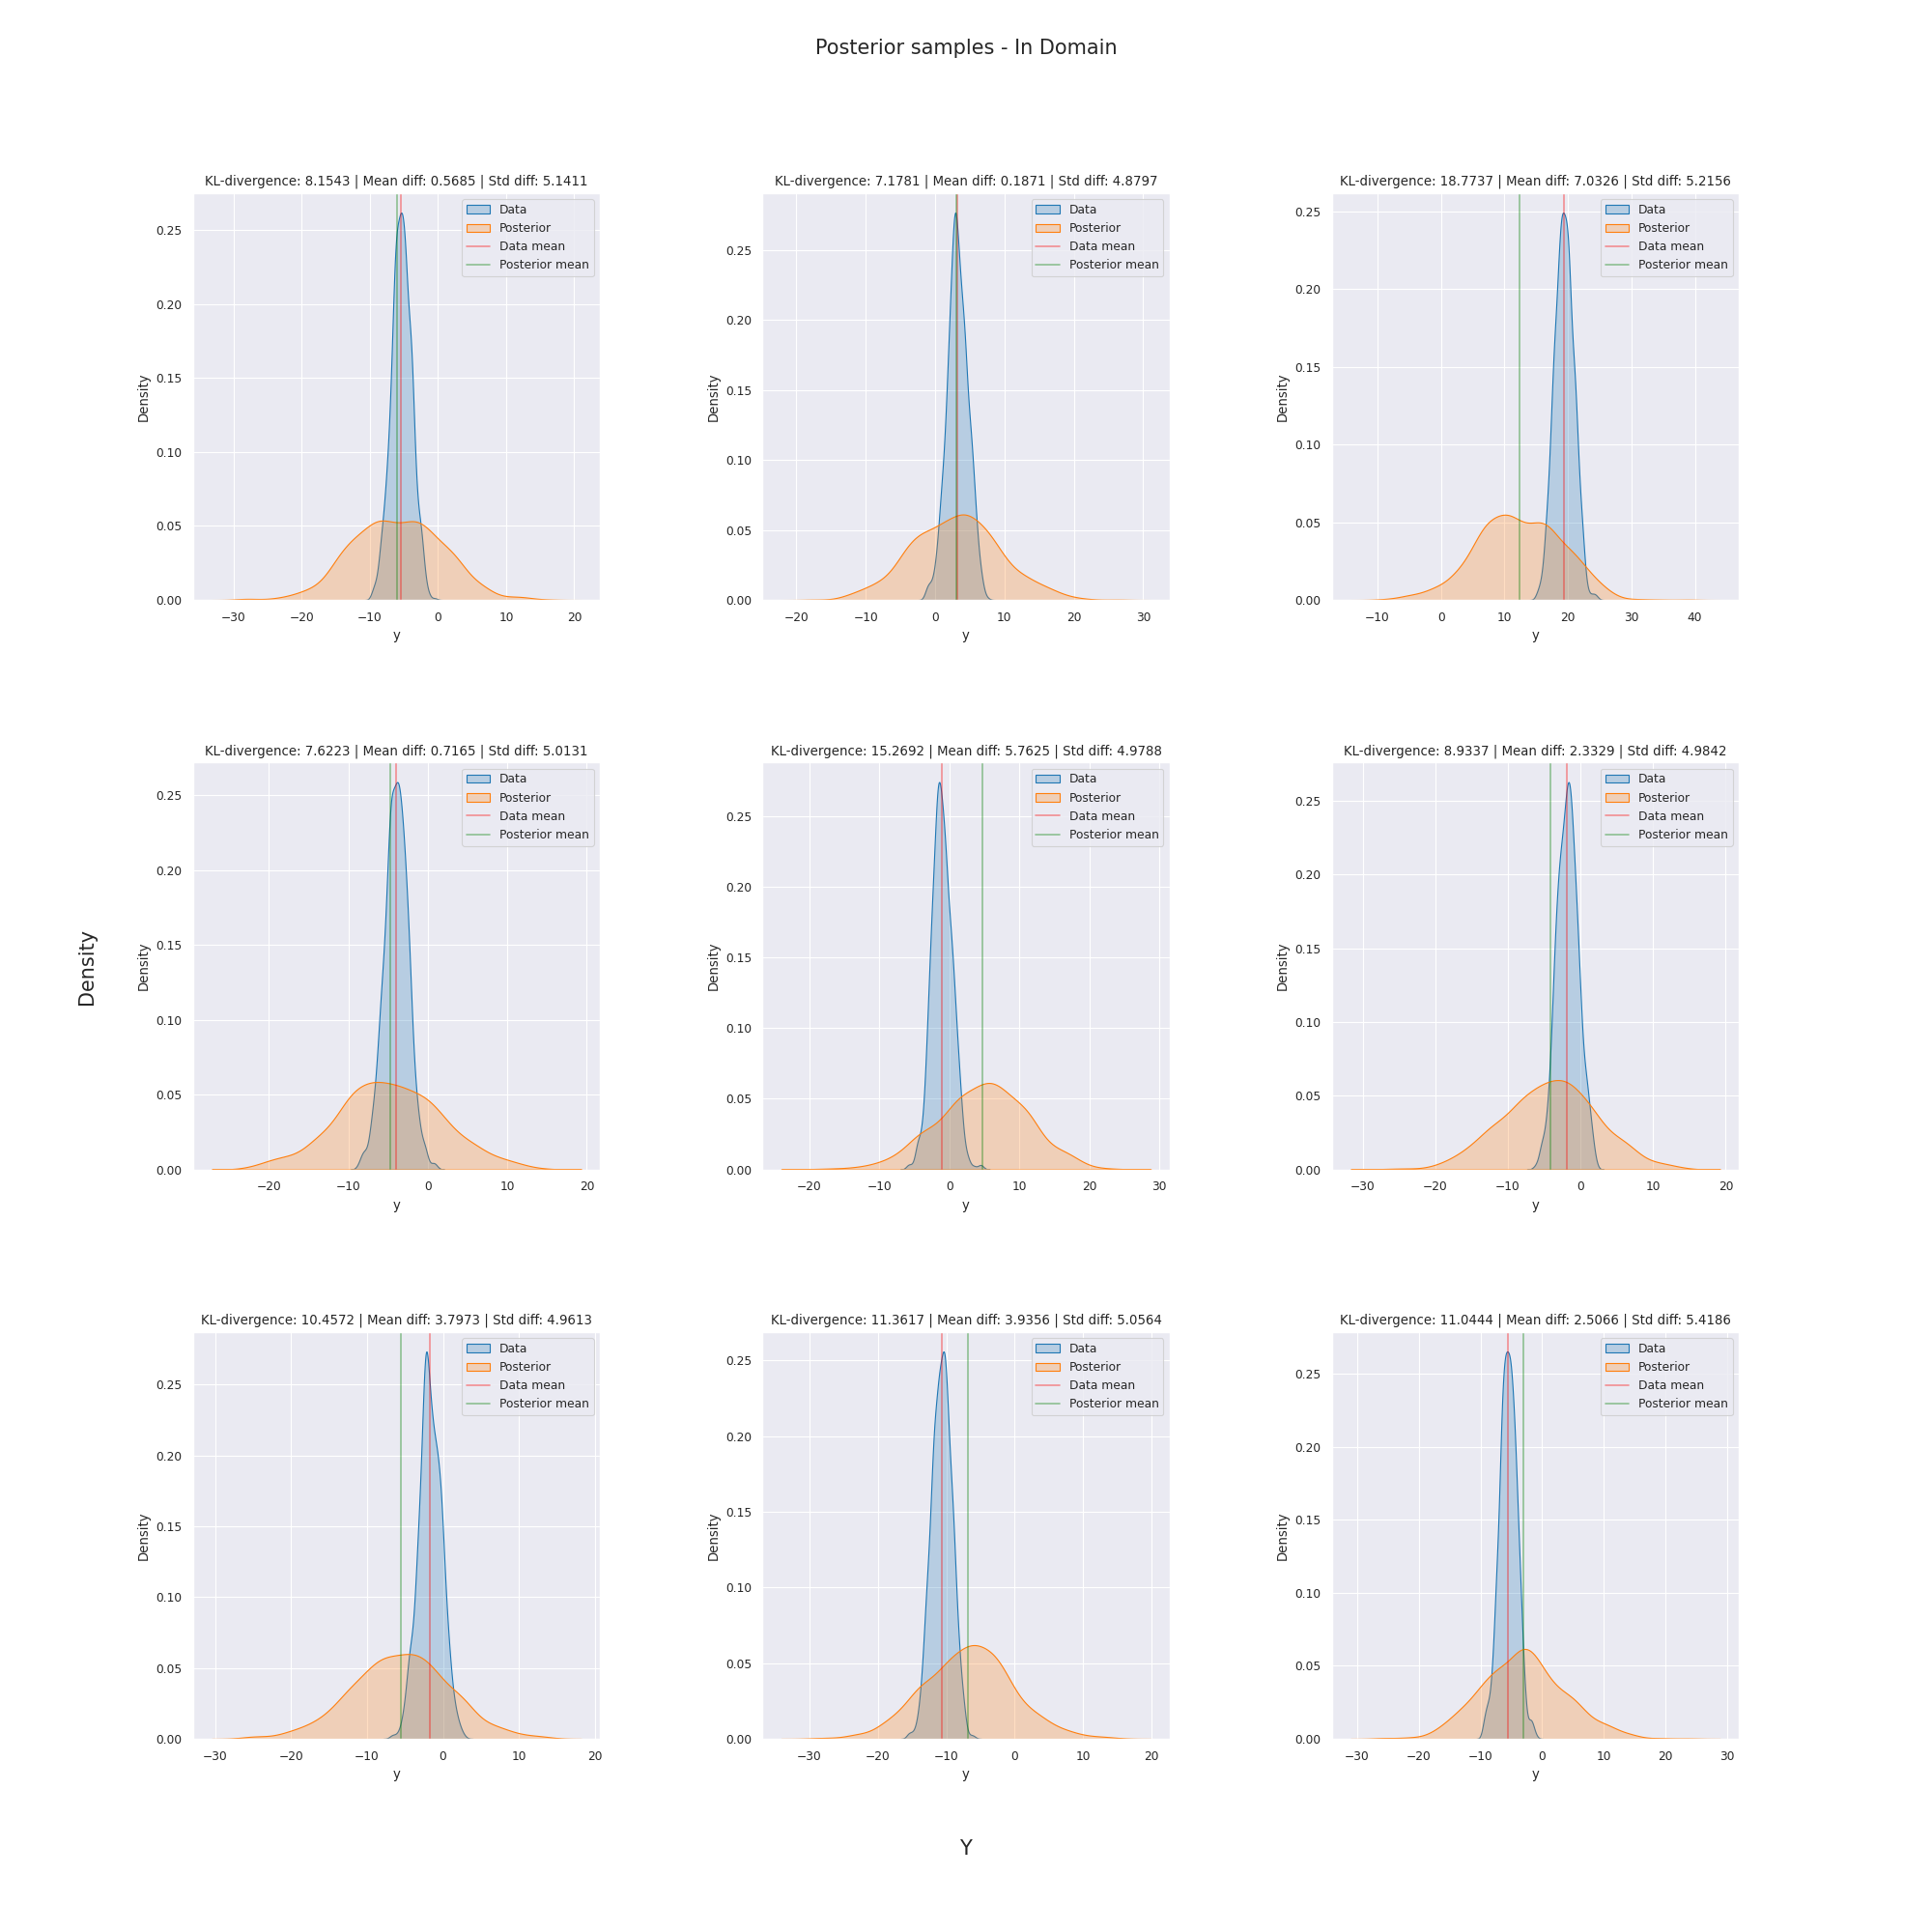 Posterior samples - In Domain
KL-divergence: 8.1543 | Mean diff: 0.5685 | Std diff: 5.1411
Data
Posterior
Data mean
Posterior mean
0.25
0.20
0.15
0.10
0.05
0.00
Density
−30 −20 −10 0 10 20
y
KL-divergence: 7.1781 | Mean diff: 0.1871 | Std diff: 4.8797
Data
Posterior
Data mean
Posterior mean
0.25
0.20
0.15
0.10
0.05
0.00
Density
−20 −10 0 10 20 30
y
KL-divergence: 18.7737 | Mean diff: 7.0326 | Std diff: 5.2156
Data
Posterior
Data mean
Posterior mean
0.25
0.20
0.15
0.10
0.05
0.00
Density
−10 0 10 20 30 40
y
KL-divergence: 7.6223 | Mean diff: 0.7165 | Std diff: 5.0131
Data
Posterior
Data mean
Posterior mean
0.25
0.20
0.15
0.10
0.05
0.00
Density
−20 −10 0 10 20
y
KL-divergence: 15.2692 | Mean diff: 5.7625 | Std diff: 4.9788
Data
Posterior
Data mean
Posterior mean
0.25
0.20
0.15
0.10
0.05
0.00
Density
−20 −10 0 10 20 30
y
KL-divergence: 8.9337 | Mean diff: 2.3329 | Std diff: 4.9842
Data
Posterior
Data mean
Posterior mean
0.25
0.20
0.15
0.10
0.05
0.00
Density
−30 −20 −10 0 10 20
y
Density
KL-divergence: 10.4572 | Mean diff: 3.7973 | Std diff: 4.9613
Data
Posterior
Data mean
Posterior mean
0.25
0.20
0.15
0.10
0.05
0.00
Density
−30 −20 −10 0 10 20
y
KL-divergence: 11.3617 | Mean diff: 3.9356 | Std diff: 5.0564
Data
Posterior
Data mean
Posterior mean
0.25
0.20
0.15
0.10
0.05
0.00
Density
−30 −20 −10 0 10 20
y
KL-divergence: 11.0444 | Mean diff: 2.5066 | Std diff: 5.4186
Data
Posterior
Data mean
Posterior mean
0.25
0.20
0.15
0.10
0.05
0.00
Density
−30 −20 −10 0 10 20 30
y
Y